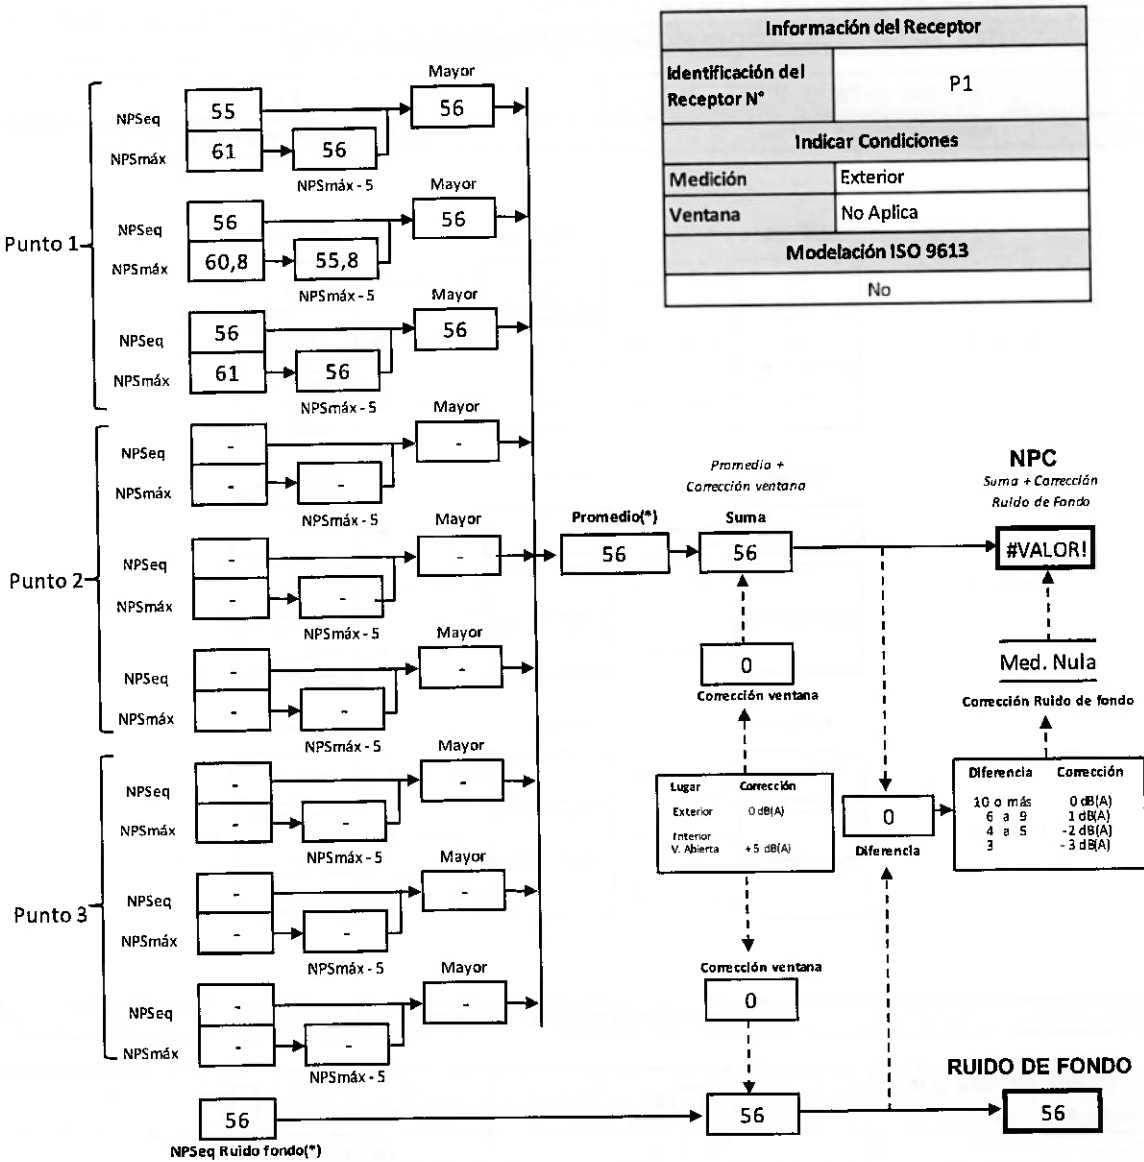 Información del Receptor
Identificación del Receptor N° P1
Indicar Condiciones
Medición Exterior
Ventana No Aplica
Modelación ISO 9613
No
Punto 1
Mayor
NPSeq 55 56
NPSmáx 61 56
NPSmáx - 5
Mayor
NPSeq 56 56
NPSmáx 60,8 55,8
NPSmáx - 5
Mayor
NPSeq 56 56
NPSmáx 61 56
NPSmáx - 5
Punto 2
Mayor
NPSeq - -
NPSmáx - -
NPSmáx - 5
Mayor
NPSeq - -
NPSmáx - -
NPSmáx - 5
Mayor
NPSeq - -
NPSmáx - -
NPSmáx - 5
Punto 3
Mayor
NPSeq - -
NPSmáx - -
NPSmáx - 5
Mayor
NPSeq - -
NPSmáx - -
NPSmáx - 5
Mayor
NPSeq - -
NPSmáx - -
NPSmáx - 5
Promedio(*)
56
Promedio +
Corrección ventana
Suma
56
0
Corrección ventana
Lugar Corrección
Exterior 0 dB(A)
Interior
V. Abierta +5 dB(A)
Corrección ventana
0
NPC
Suma + Corrección
Ruido de Fondo
#VALOR!
Med. Nula
Corrección Ruido de fondo
Diferencia Corrección
10 o más 0 dB(A)
6 a 9 1 dB(A)
4 a 5 -2 dB(A)
3 -3 dB(A)
0
Diferencia
56
NPSeq Ruido fondo(*)
56
RUIDO DE FONDO
56